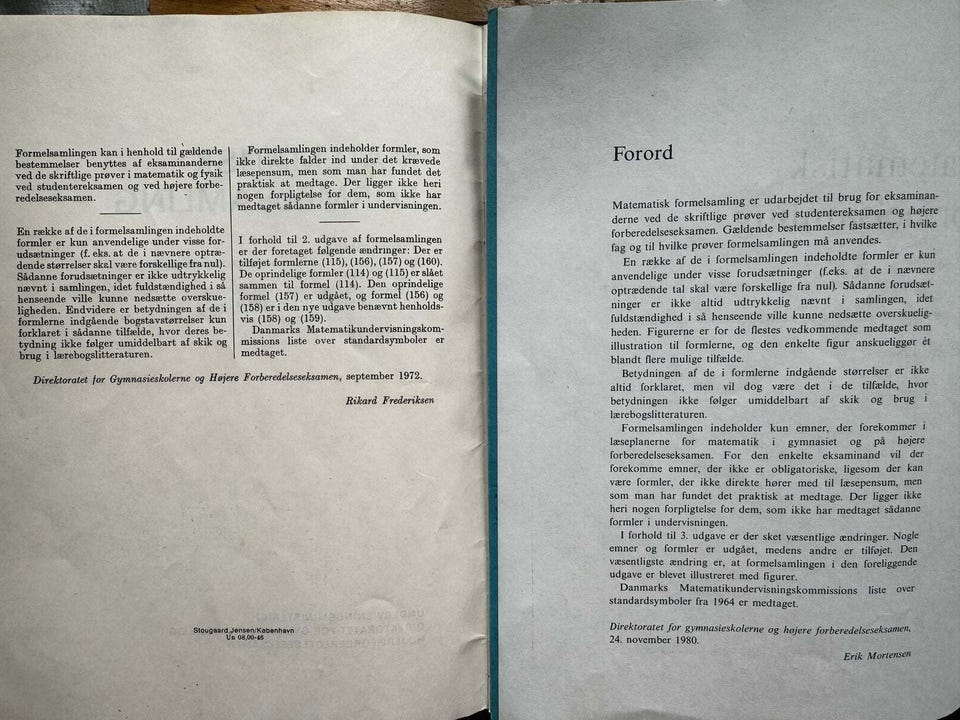 Formelsamlingen kan i henhold til gældende
bestemmelser benyttes af eksaminanderne
ved de skriftlige prøver i matematik og fysik
ved studentereksamen og ved højere forbe-
redelseseksamen.
En række af de i formelsamlingen indeholdte
formler er kun anvendelige under visse for-
udsætninger (f. eks. at de i nævnere optræ-
dende størrelser skal være forskellige fra nul).
Sådanne forudsætninger er ikke udtrykkelig
nævnt i samlingen, idet fuldstændighed i så
henseende ville kunne nedsætte overskue-
ligheden. Endvidere er betydningen af de i
formlerne indgående bogstavstørrelser kun
forklaret i sådanne tilfælde, hvor deres be-
tydning ikke følger umiddelbart af skik og
brug i lærebogslitteraturen.
Formelsamlingen indeholder formler, som
ikke direkte falder ind under det krævede
læsepensum, men som man har fundet det
praktisk at medtage. Der ligger ikke heri
nogen forpligtelse for dem, som ikke har
medtaget sådanne formler i undervisningen.
I forhold til 2. udgave af formelsamlingen
er der foretaget følgende ændringer: Der er
tilføjet formlerne (115), (156), (157) og (160).
De oprindelige formler (114) og (115) er slået
sammen til formel (114). Den oprindelige
formel (157) er udgået, og formel (156) og
(158) er i den nye udgave benævnt henholds-
vis (158) og (159).
Danmarks Matematikundervisningskom-
missions liste over standardsymboler er
medtaget.
Direktoratet for Gymnasieskolerne og Højere Forberedelseseksamen, september 1972.
Rikard Frederiksen
Stougaard Jensen/København
Un 08,00-46
Forord
Matematisk formelsamling er udarbejdet til brug for eksaminan-
derne ved de skriftlige prøver ved studentereksamen og højere
forberedelseseksamen. Gældende bestemmelser fastsætter, i hvilke
fag og til hvilke prøver formelsamlingen må anvendes.
En række af de i formelsamlingen indeholdte formler er kun
anvendelige under visse forudsætninger (f.eks. at de i nævnere
optrædende tal skal være forskellige fra nul). Sådanne forudsæt-
ninger er ikke altid udtrykkelig nævnt i samlingen, idet
fuldstændighed i så henseende ville kunne nedsætte overskuelig-
heden. Figurerne er for de flestes vedkommende medtaget som
illustration til formlerne, og den enkelte figur anskueliggør ét
blandt flere mulige tilfælde.
Betydningen af de i formlerne indgående størrelser er ikke
altid forklaret, men vil dog være det i de tilfælde, hvor
betydningen ikke følger umiddelbart af skik og brug i
lærebogslitteraturen.
Formelsamlingen indeholder kun emner, der forekommer i
læseplanerne for matematik i gymnasiet og på højere
forberedelseseksamen. For den enkelte eksaminand vil der
forekomme emner, der ikke er obligatoriske, ligesom der kan
være formler, der ikke direkte hører med til læsepensum, men
som man har fundet det praktisk at medtage. Der ligger ikke
heri nogen forpligtelse for dem, som ikke har medtaget sådanne
formler i undervisningen.
I forhold til 3. udgave er der sket væsentlige ændringer. Nogle
emner og formler er udgået, medens andre er tilføjet. Den
væsentligste ændring er, at formelsamlingen i den foreliggende
udgave er blevet illustreret med figurer.
Danmarks Matematikundervisningskommissions liste over
standardsymboler fra 1964 er medtaget.
Direktoratet for gymnasieskolerne og højere forberedelseseksamen,
24. november 1980.
Erik Mortensen